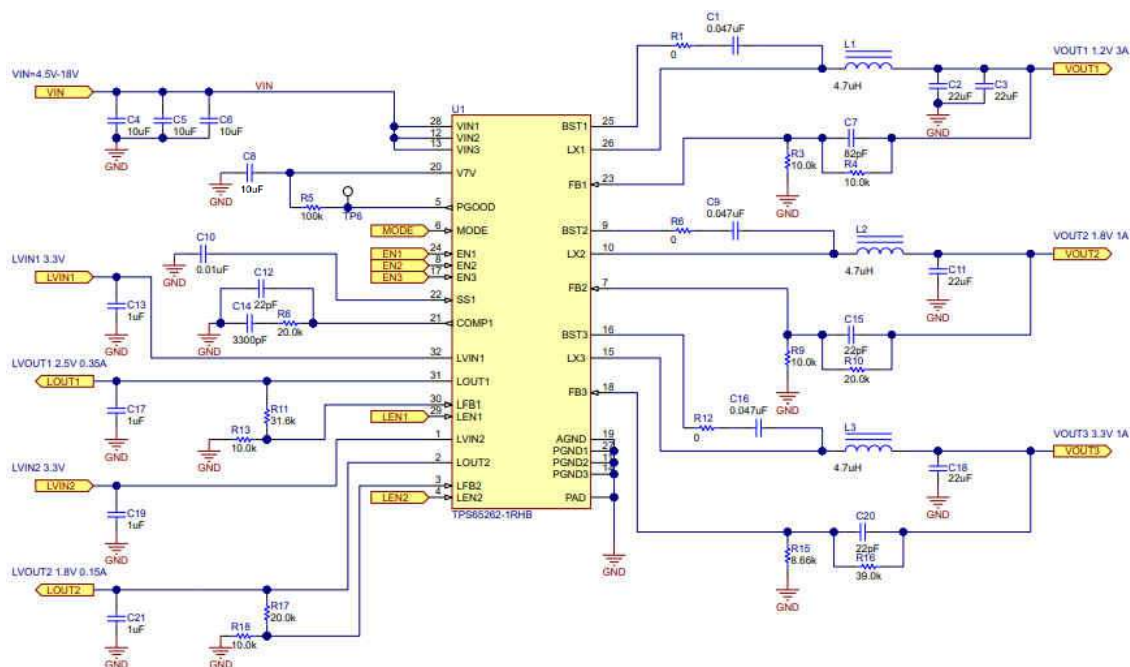 C1
0.047uF
R1
0
L1
4.7uH
VOUT1 1.2V 3A
VOUT1
C2
22uF
C3
22uF
GND
VIN=4.5V-18V
VIN
VIN
C4
10uF
C5
10uF
C6
10uF
GND
U1
28 VIN1
12 VIN2
13 VIN3
20 V7V
5 PGOOD
6 MODE
24 EN1
8 EN2
17 EN3
22 SS1
21 COMP1
32 LVIN1
31 LOUT1
30 LFB1
29 LEN1
1 LVIN2
2 LOUT2
3 LFB2
4 LEN2
TPS65262-1RHB
BST1 25
LX1 26
FB1 23
BST2 9
LX2 10
FB2 7
BST3 16
LX3 15
FB3 18
AGND 19
PGND1 27
PGND2
PGND3 14
PAD
GND
C8
10uF
GND
R5
100k
TP6
MODE
EN1
EN2
EN3
C10
0.01uF
GND
C12
22pF
C14
3300pF
R8
20.0k
GND
LVIN1 3.3V
LVIN1
C13
1uF
GND
LVOUT1 2.5V 0.35A
LOUT1
C17
1uF
GND
R11
31.6k
R13
10.0k
GND
LEN1
LVIN2 3.3V
LVIN2
C19
1uF
GND
LEN2
LVOUT2 1.8V 0.15A
LOUT2
C21
1uF
GND
R17
20.0k
R18
10.0k
GND
C7
82pF
R4
10.0k
R3
10.0k
GND
C9
0.047uF
R6
0
L2
4.7uH
VOUT2 1.8V 1A
VOUT2
C11
22uF
GND
C15
22pF
R10
20.0k
R9
10.0k
GND
C16
0.047uF
R12
0
L3
4.7uH
VOUT3 3.3V 1A
VOUT3
C18
22uF
GND
C20
22pF
R16
39.0k
R15
8.66k
GND